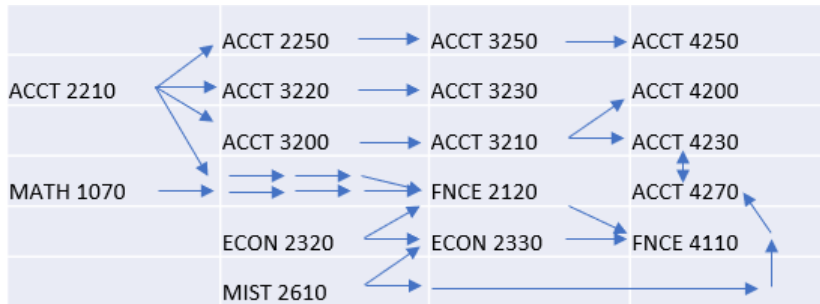 ACCT 2250 ACCT 3250 ACCT 4250
ACCT 2210 ACCT 3220 ACCT 3230 ACCT 4200
ACCT 3200 ACCT 3210 ACCT 4230
MATH 1070 FNCE 2120 ACCT 4270
ECON 2320 ECON 2330 FNCE 4110
MIST 2610